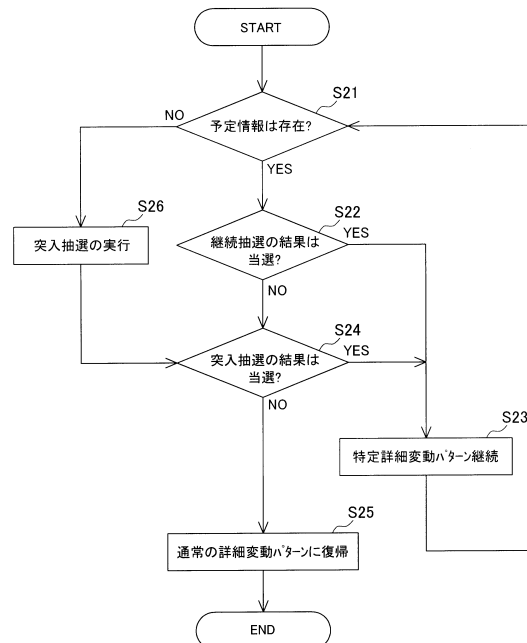 START
S21
NO
予定情報は存在?
YES
S26
突入抽選の実行
S22
継続抽選の結果は
当選?
YES
NO
S24
突入抽選の結果は
当選?
YES
NO
S23
特定詳細変動パターン継続
S25
通常の詳細変動パターンに復帰
END